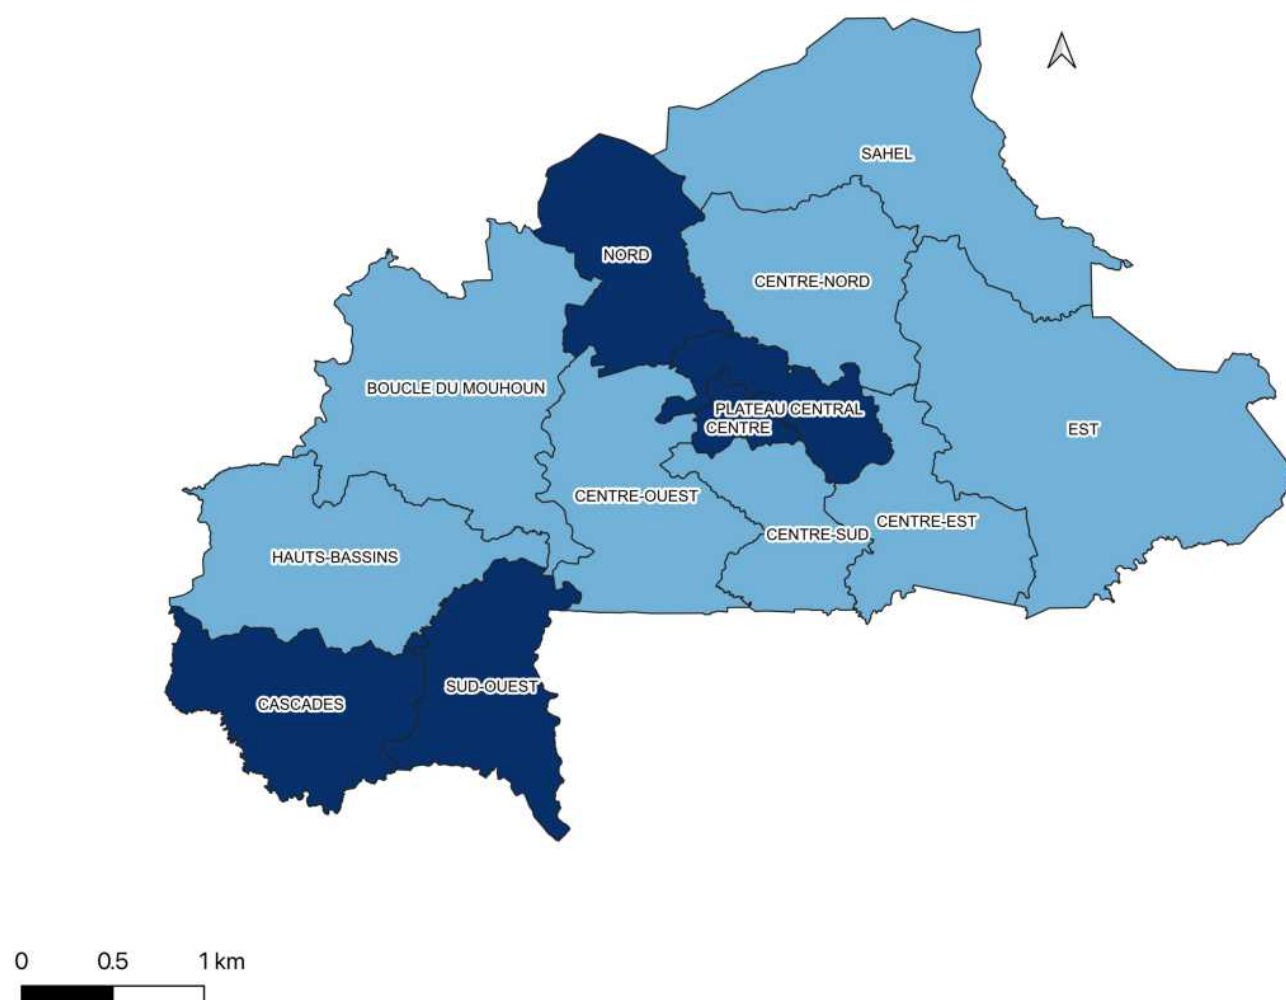 SAHEL
NORD
CENTRE-NORD
BOUCLE DU MOUHOUN
PLATEAU CENTRAL
CENTRE
EST
CENTRE-OUEST
CENTRE-EST
CENTRE-SUD
HAUTS-BASSINS
SUD-OUEST
CASCADES
0 0.5 1 km